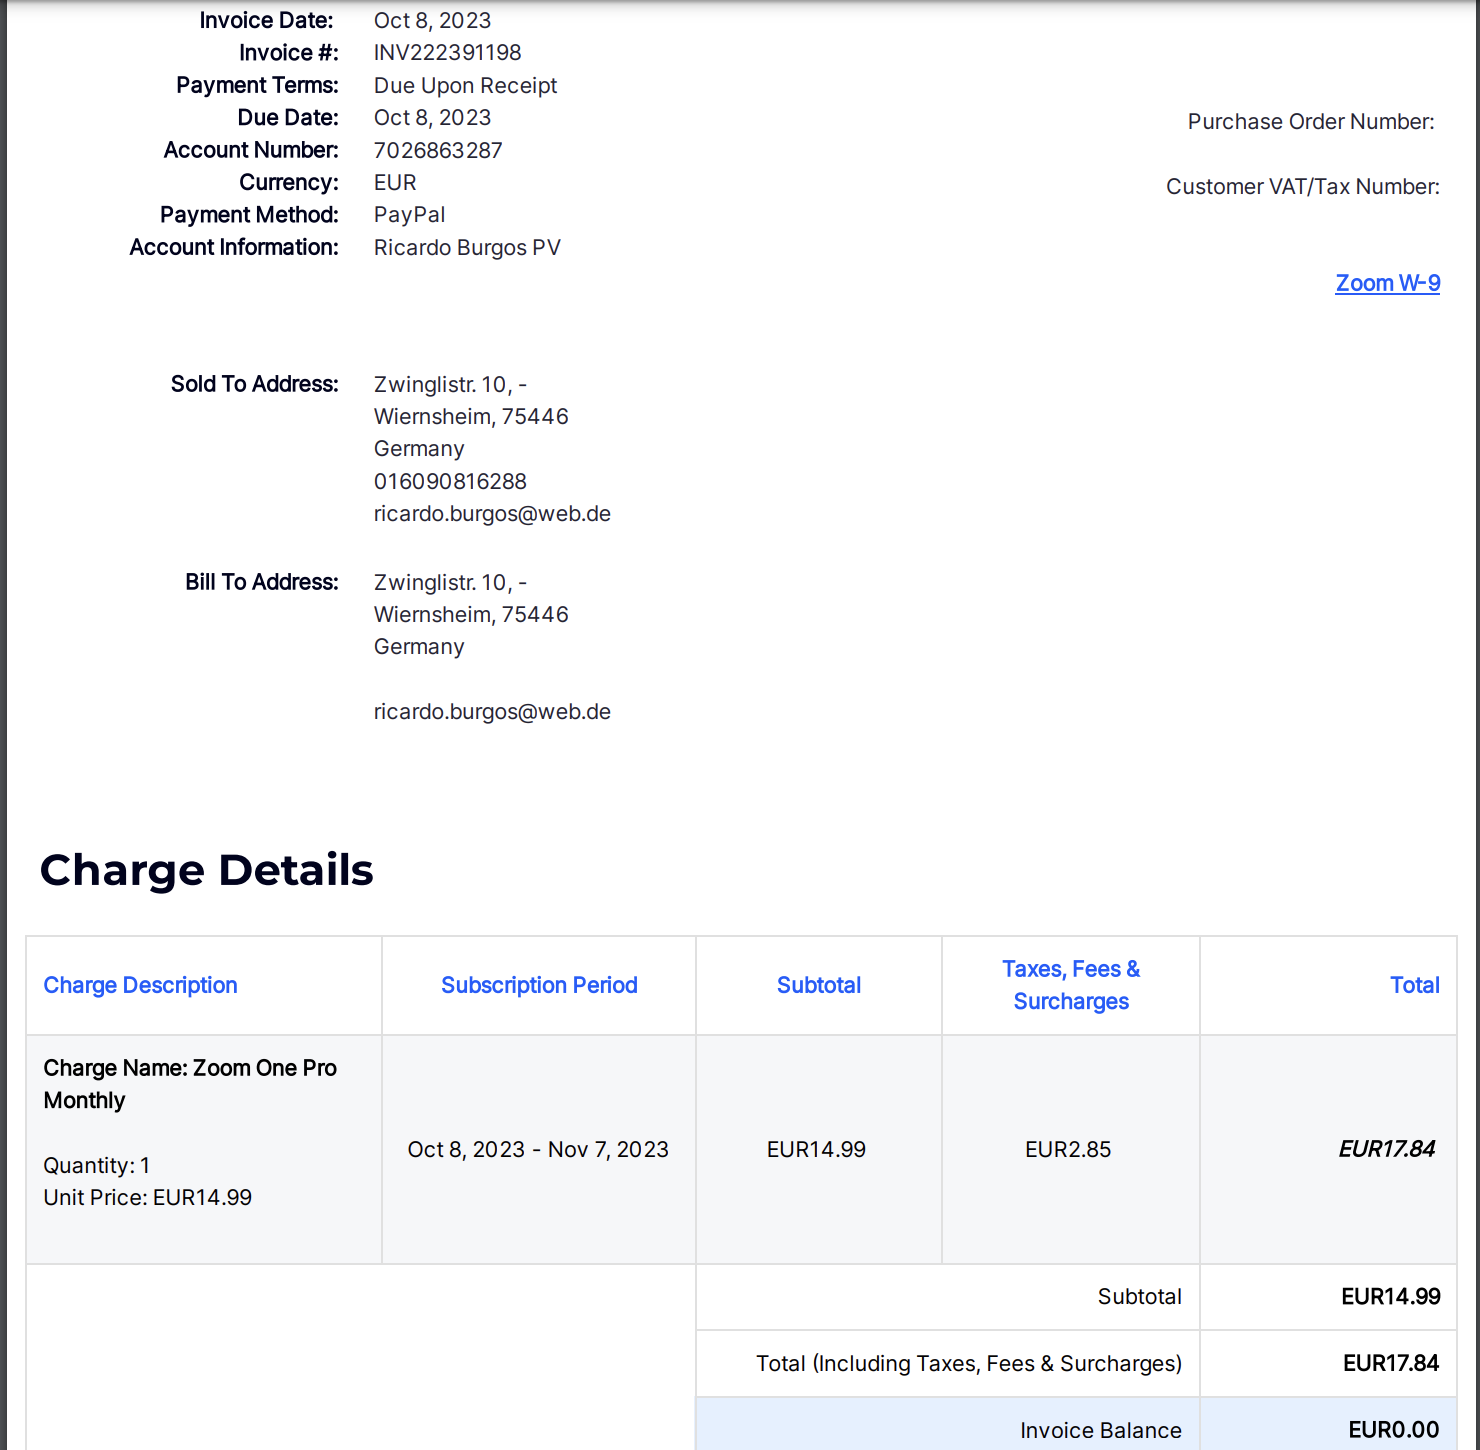 Invoice Date: Oct 8, 2023
Invoice #: INV222391198
Payment Terms: Due Upon Receipt
Due Date: Oct 8, 2023
Account Number: 7026863287
Currency: EUR
Payment Method: PayPal
Account Information: Ricardo Burgos PV
Purchase Order Number:
Customer VAT/Tax Number:
Zoom W-9
Sold To Address: Zwinglistr. 10, -
Wiernsheim, 75446
Germany
016090816288
ricardo.burgos@web.de
Bill To Address: Zwinglistr. 10, -
Wiernsheim, 75446
Germany
ricardo.burgos@web.de
Charge Details
Charge Description Subscription Period Subtotal Taxes, Fees & Surcharges Total
Charge Name: Zoom One Pro
Monthly
Quantity: 1
Unit Price: EUR14.99
Oct 8, 2023 - Nov 7, 2023 EUR14.99 EUR2.85 EUR17.84
Subtotal EUR14.99
Total (Including Taxes, Fees & Surcharges) EUR17.84
Invoice Balance EUR0.00